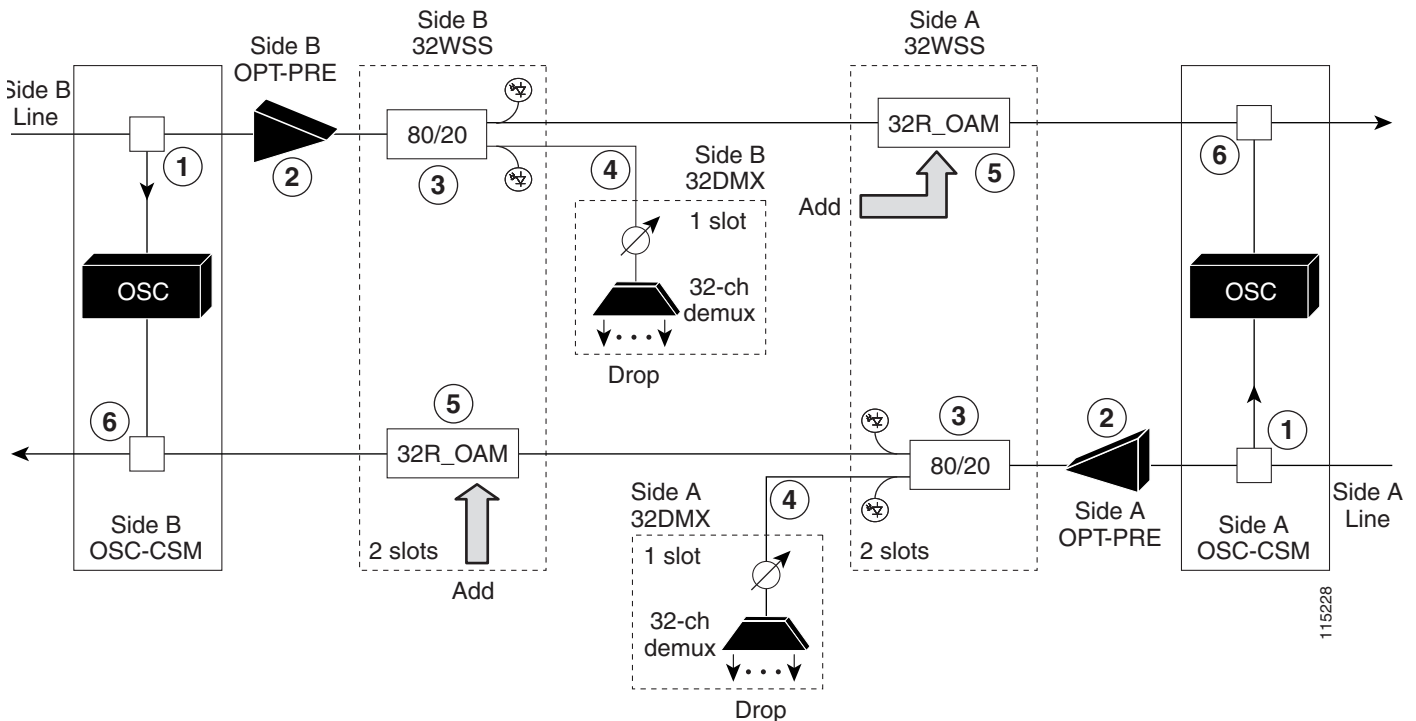 Side B
32WSS
Side A
32WSS
Side B
OPT-PRE
Side B
Line
80/20
32R_OAM
1
2
3
4
5
6
Side B
32DMX
Add
1 slot
OSC
32-ch
demux
OSC
Drop
6
5
3
2
1
32R_OAM
80/20
4
Side A
32DMX
Side A
OPT-PRE
Side A
Line
Side B
OSC-CSM
2 slots
Add
1 slot
2 slots
Side A
OSC-CSM
32-ch
demux
Drop
115228